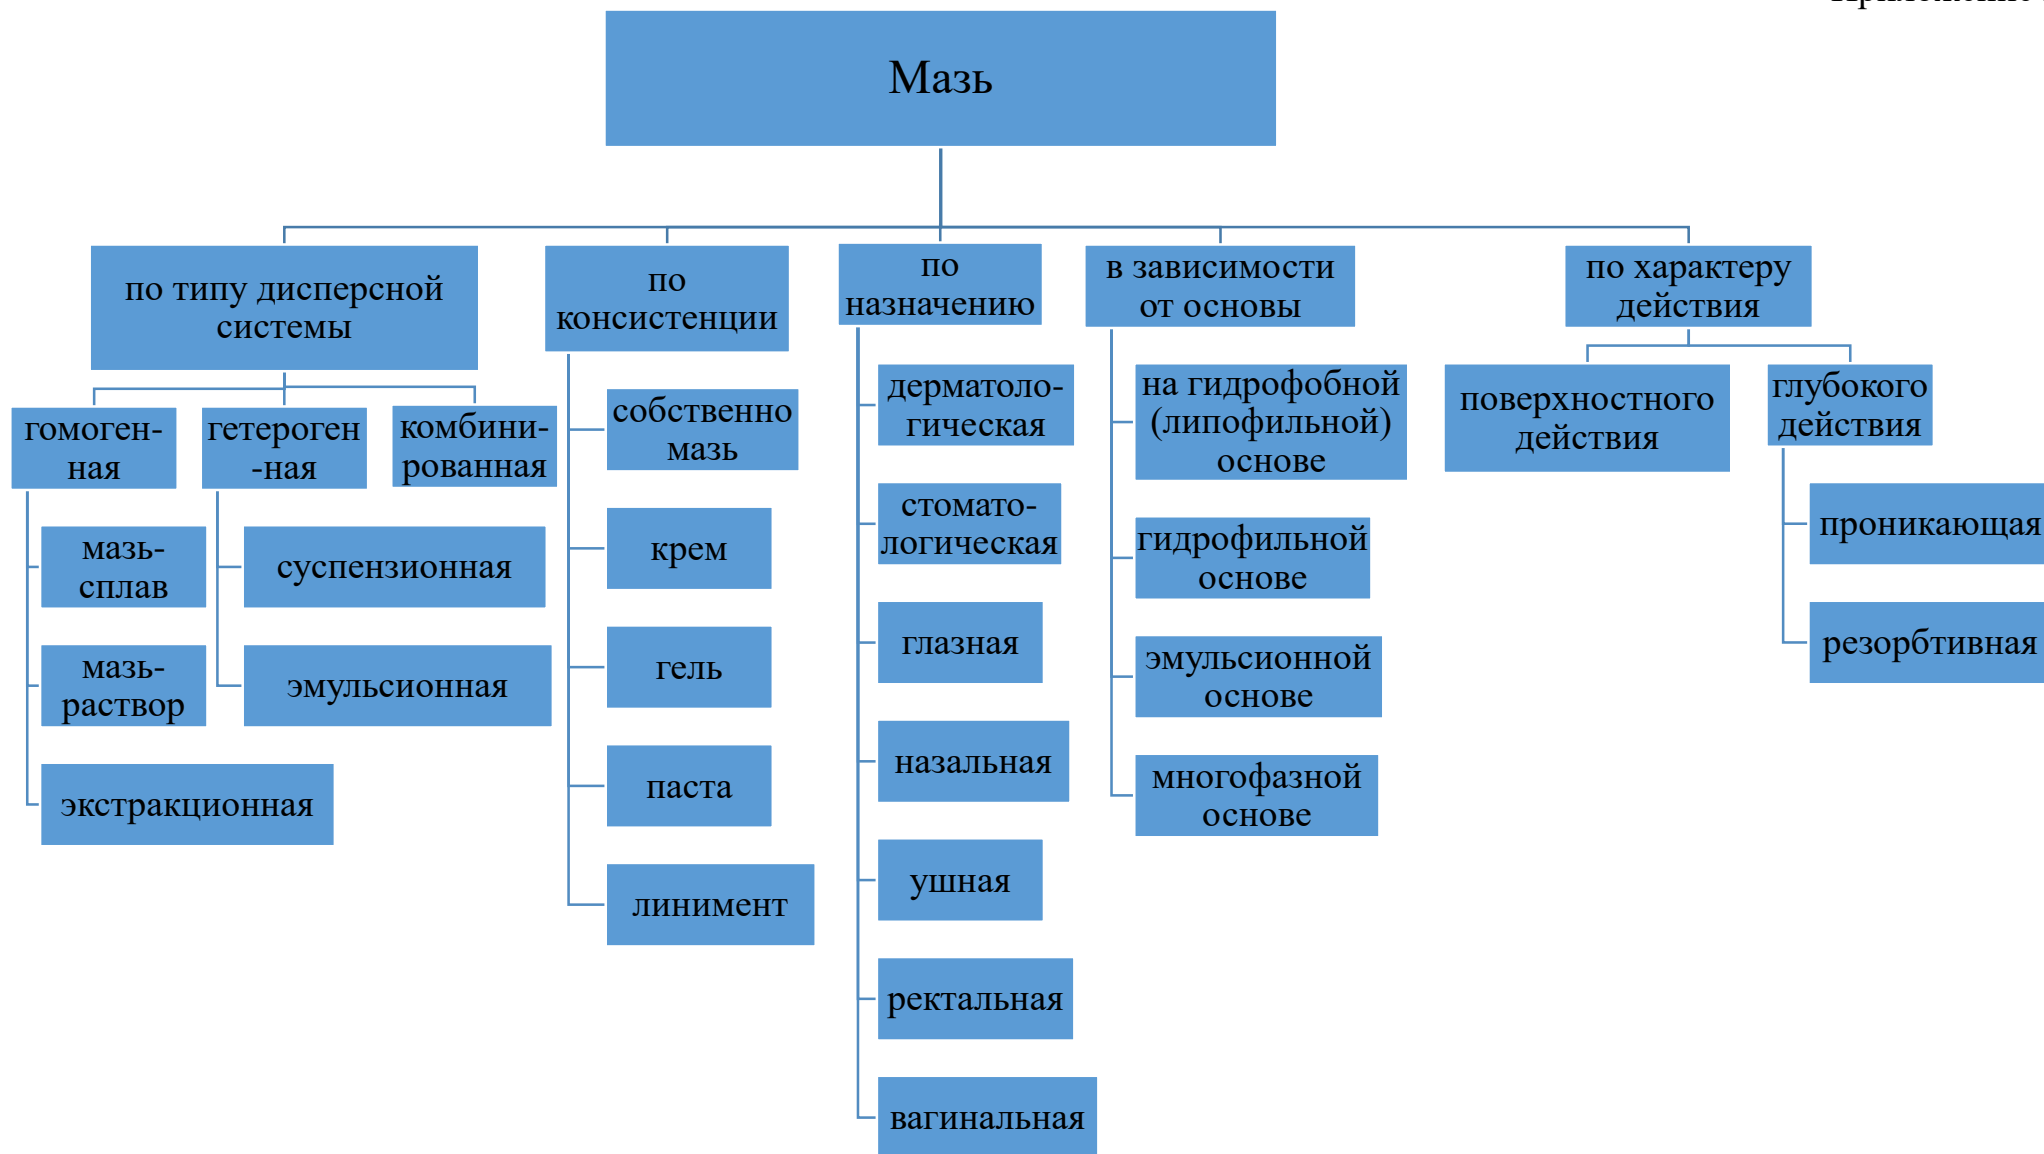 Мазь
по типу дисперсной
системы
гомоген-
ная
мазь-
сплав
мазь-
раствор
экстракционная
гетероген
-ная
суспензионная
эмульсионная
комбини-
рованная
по
консистенции
собственно
мазь
крем
гель
паста
линимент
по
назначению
дерматоло-
гическая
стомато-
логическая
глазная
назальная
ушная
ректальная
вагинальная
в зависимости
от основы
на гидрофобной
(липофильной)
основе
гидрофильной
основе
эмульсионной
основе
многофазной
основе
по характеру
действия
поверхностного
действия
глубокого
действия
проникающая
резорбтивная